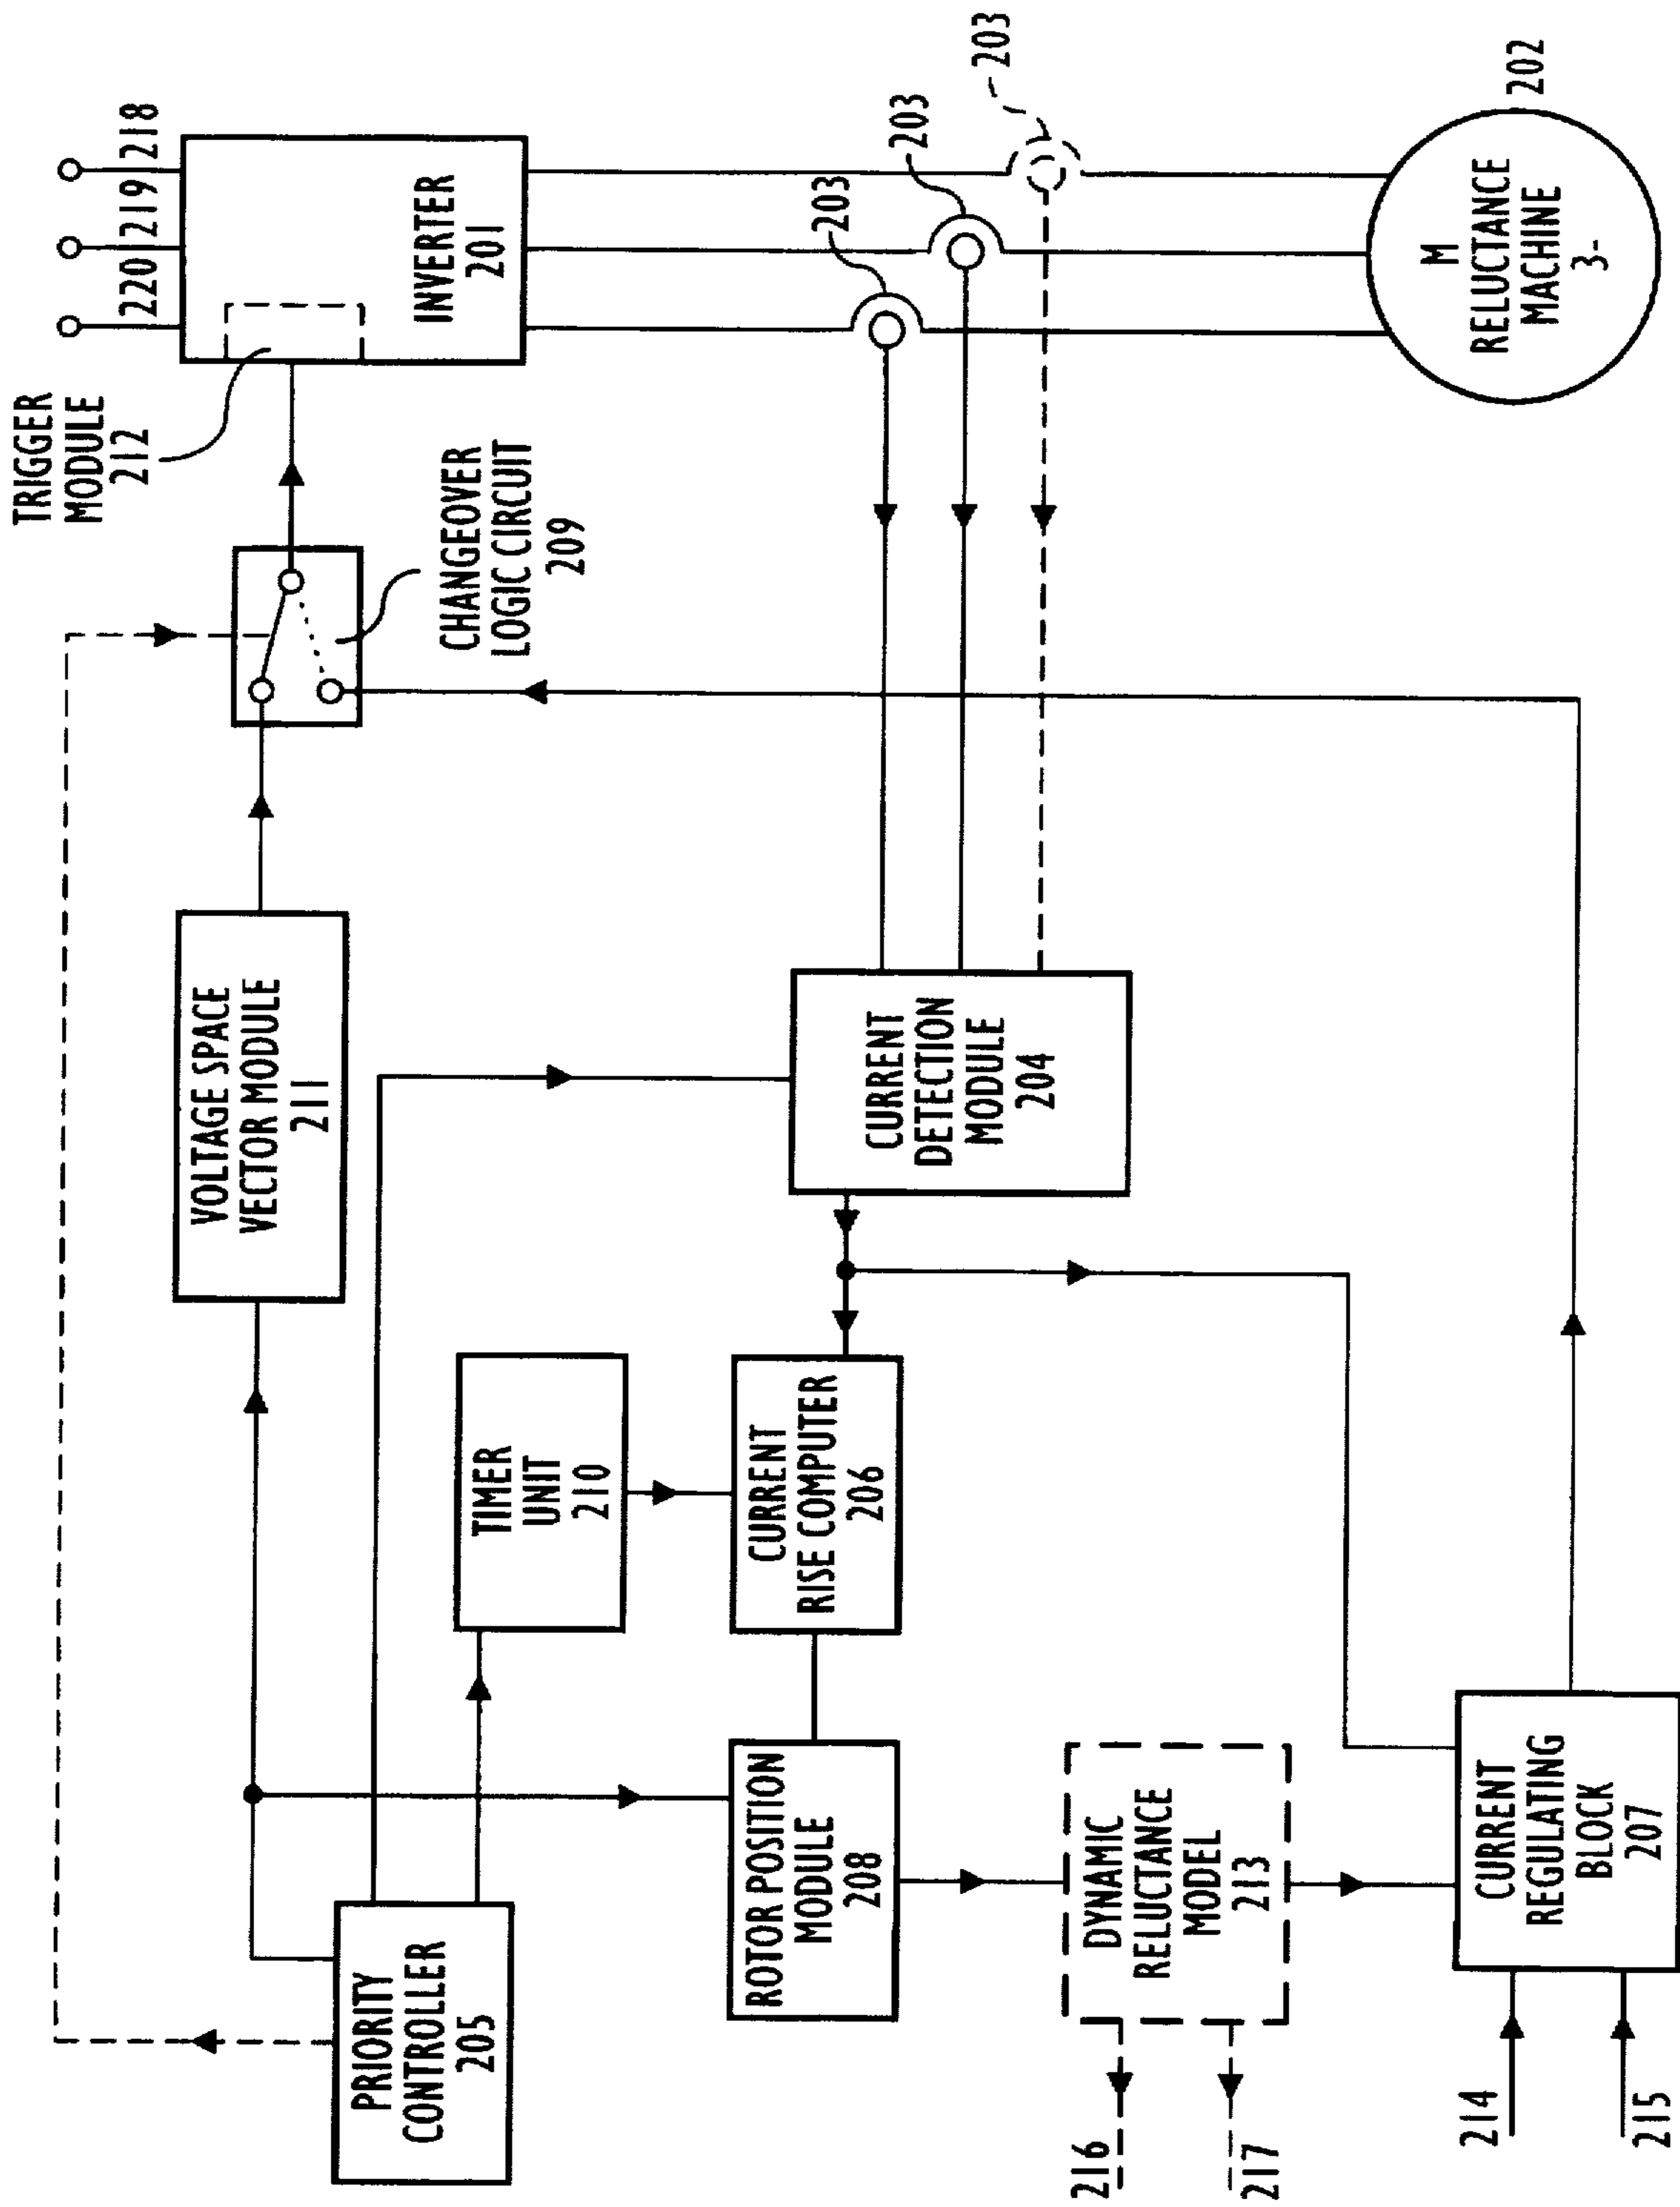 PRIORITY
CONTROLLER
205
VOLTAGE SPACE
VECTOR MODULE
211
TRIGGER
MODULE
212
220
219
218
INVERTER
201
CHANGEOVER
LOGIC CIRCUIT
209
TIMER
UNIT
210
ROTOR POSITION
MODULE
208
CURRENT
RISE COMPUTER
206
CURRENT
DETECTION
MODULE
204
203
203
203
216
217
DYNAMIC
RELUCTANCE
MODEL
213
214
215
CURRENT
REGULATING
BLOCK
207
M
RELUCTANCE
MACHINE
3-
202